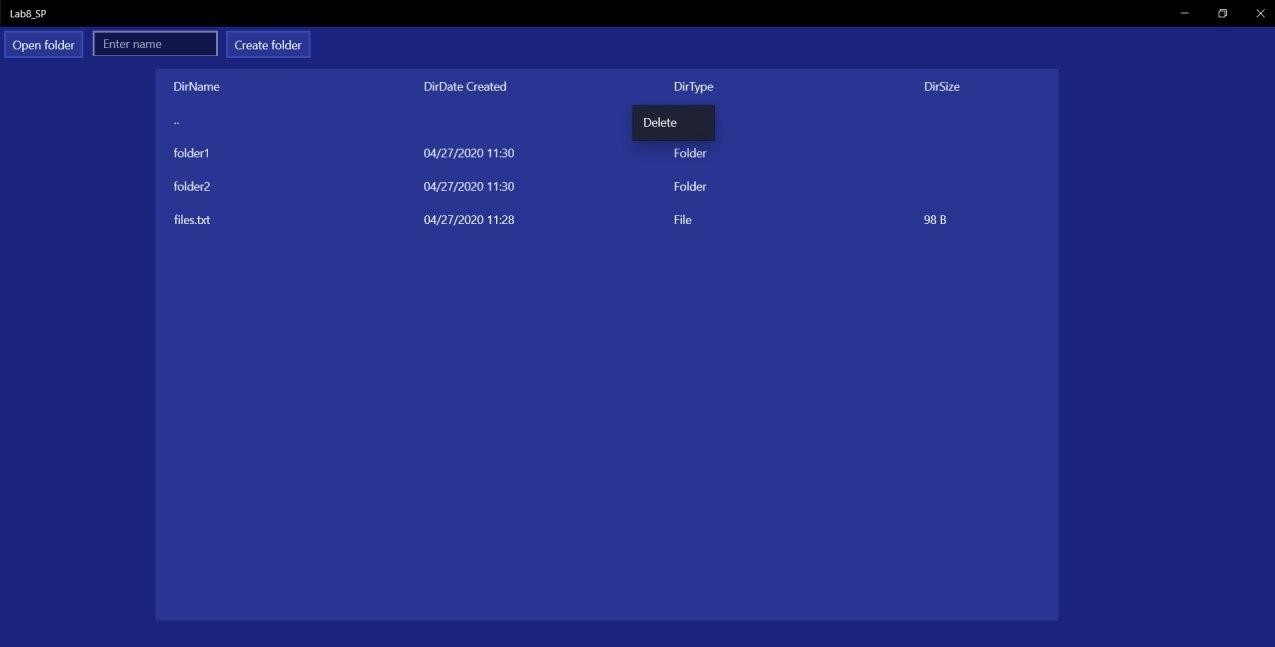 Lab8_SP
Open folder Enter name Create folder
DirName DirDate Created DirType DirSize
.. Delete
folder1 04/27/2020 11:30 Folder
folder2 04/27/2020 11:30 Folder
files.txt 04/27/2020 11:28 File 98 B